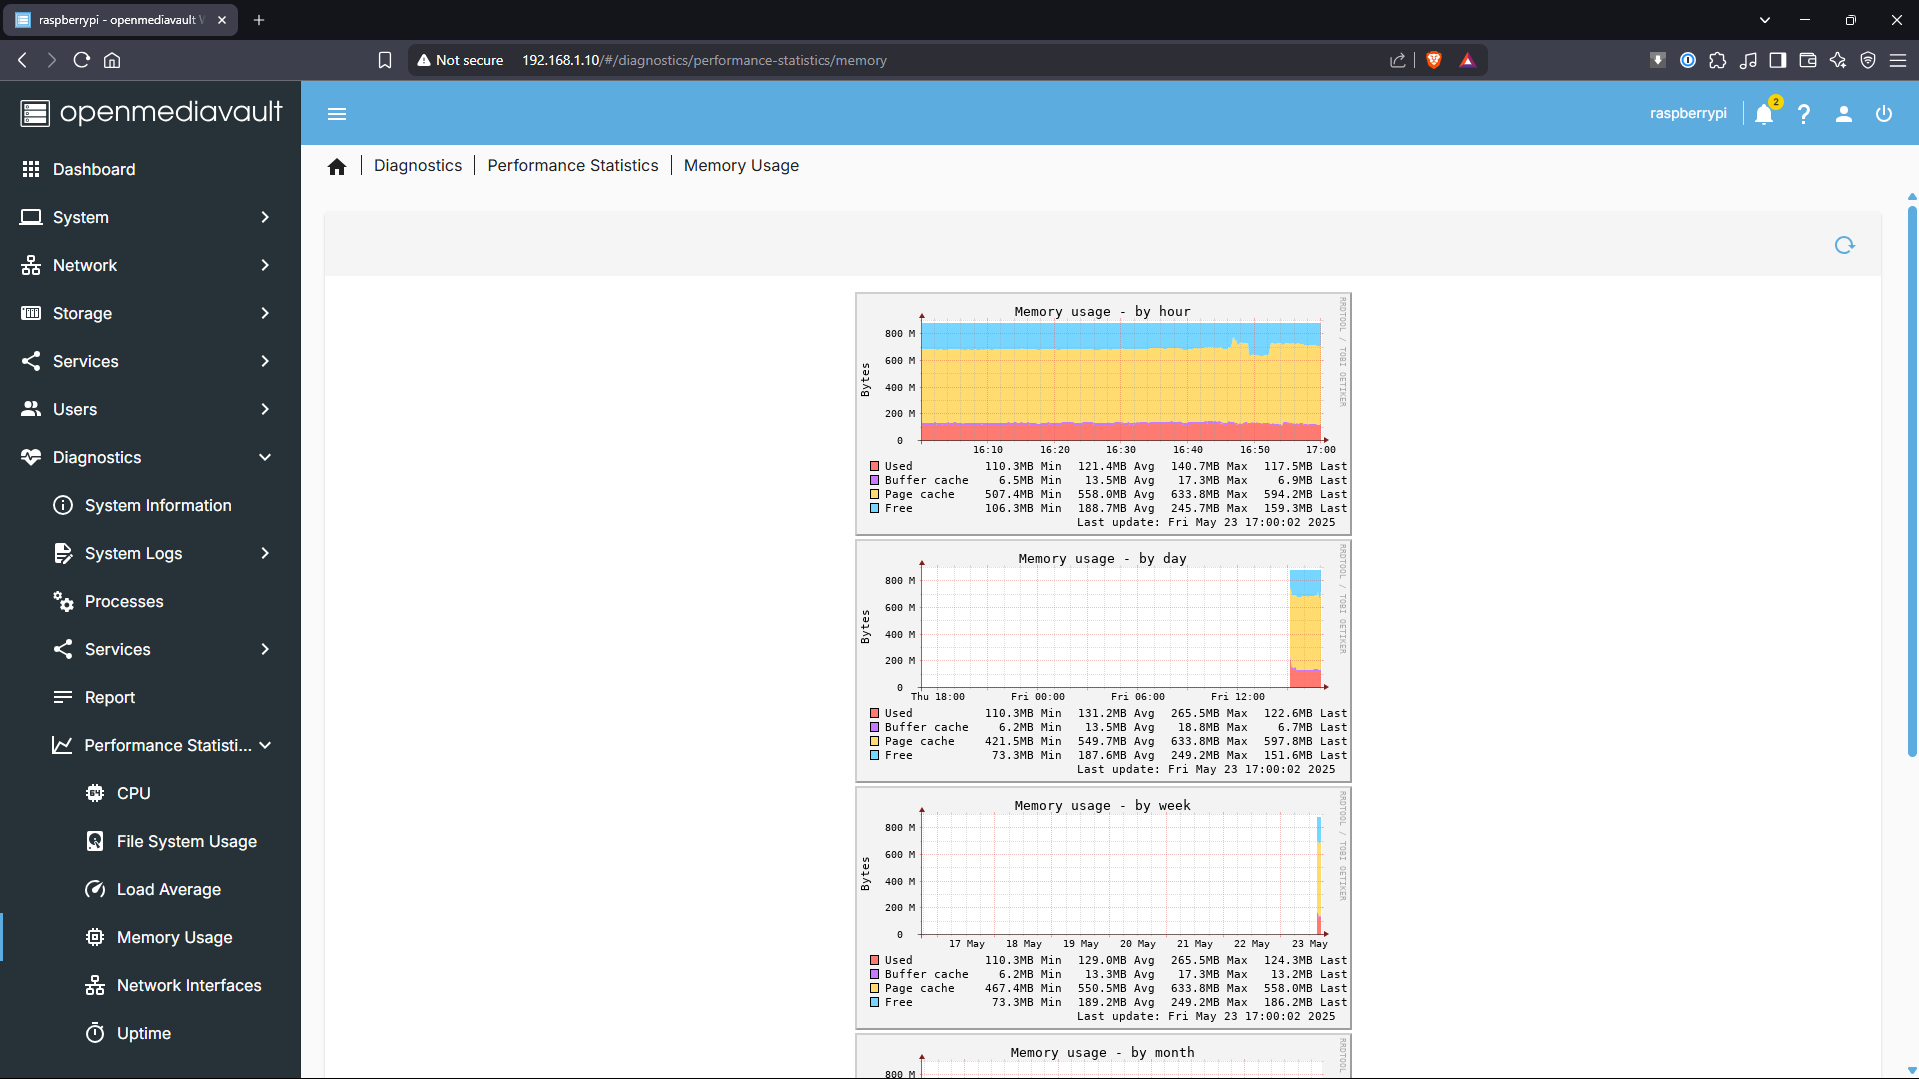 raspberrypi - openmediavault W
Not secure 192.168.1.10/#/diagnostics/performance-statistics/memory
openmediavault
raspberrypi
2
Diagnostics
Performance Statistics
Memory Usage
Dashboard
System
Network
Storage
Services
Users
Diagnostics
System Information
System Logs
Processes
Services
Report
Performance Statisti...
CPU
File System Usage
Load Average
Memory Usage
Network Interfaces
Uptime
Memory usage - by hour
RRDTOOL / TOBI OETIKER
Bytes
800 M
600 M
400 M
200 M
0
16:10 16:20 16:30 16:40 16:50 17:00
Used 110.3MB Min 121.4MB Avg 140.7MB Max 117.5MB Last
Buffer cache 6.5MB Min 13.5MB Avg 17.3MB Max 6.9MB Last
Page cache 507.4MB Min 558.0MB Avg 633.8MB Max 594.2MB Last
Free 106.3MB Min 188.7MB Avg 245.7MB Max 159.3MB Last
Last update: Fri May 23 17:00:02 2025
Memory usage - by day
RRDTOOL / TOBI OETIKER
Bytes
800 M
600 M
400 M
200 M
0
Thu 18:00 Fri 00:00 Fri 06:00 Fri 12:00
Used 110.3MB Min 131.2MB Avg 265.5MB Max 122.6MB Last
Buffer cache 6.2MB Min 13.5MB Avg 18.8MB Max 6.7MB Last
Page cache 421.5MB Min 549.7MB Avg 633.8MB Max 597.8MB Last
Free 73.3MB Min 187.6MB Avg 249.2MB Max 151.6MB Last
Last update: Fri May 23 17:00:02 2025
Memory usage - by week
RRDTOOL / TOBI OETIKER
Bytes
800 M
600 M
400 M
200 M
0
17 May 18 May 19 May 20 May 21 May 22 May 23 May
Used 110.3MB Min 129.0MB Avg 265.5MB Max 124.3MB Last
Buffer cache 6.2MB Min 13.3MB Avg 17.3MB Max 13.2MB Last
Page cache 467.4MB Min 550.5MB Avg 633.8MB Max 558.0MB Last
Free 73.3MB Min 189.2MB Avg 249.2MB Max 186.2MB Last
Last update: Fri May 23 17:00:02 2025
Memory usage - by month
RRDTOOL
800 M